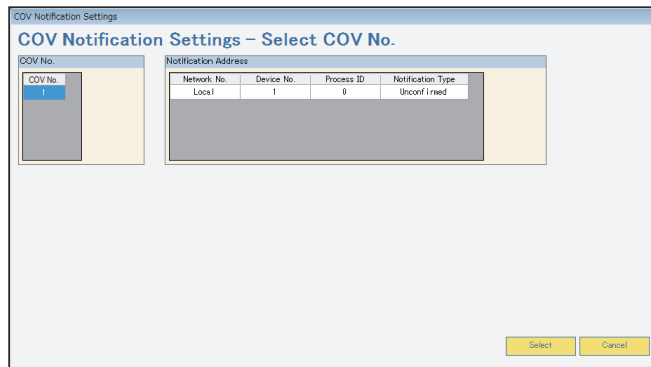 COV Notification Settings
COV Notification Settings – Select COV No.
COV No.
Notification Address
COV No.
1
Network No. Device No. Process ID Notification Type
Local 1 0 Unconfirmed
Select Cancel